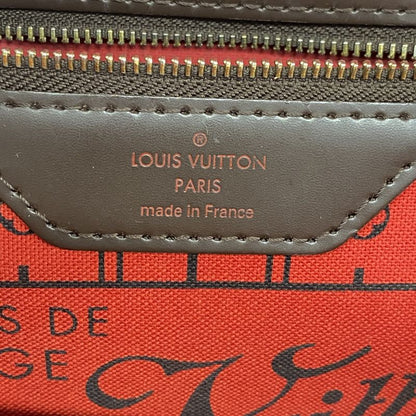 ®
LOUIS VUITTON
PARIS
made in France
S DE
GE